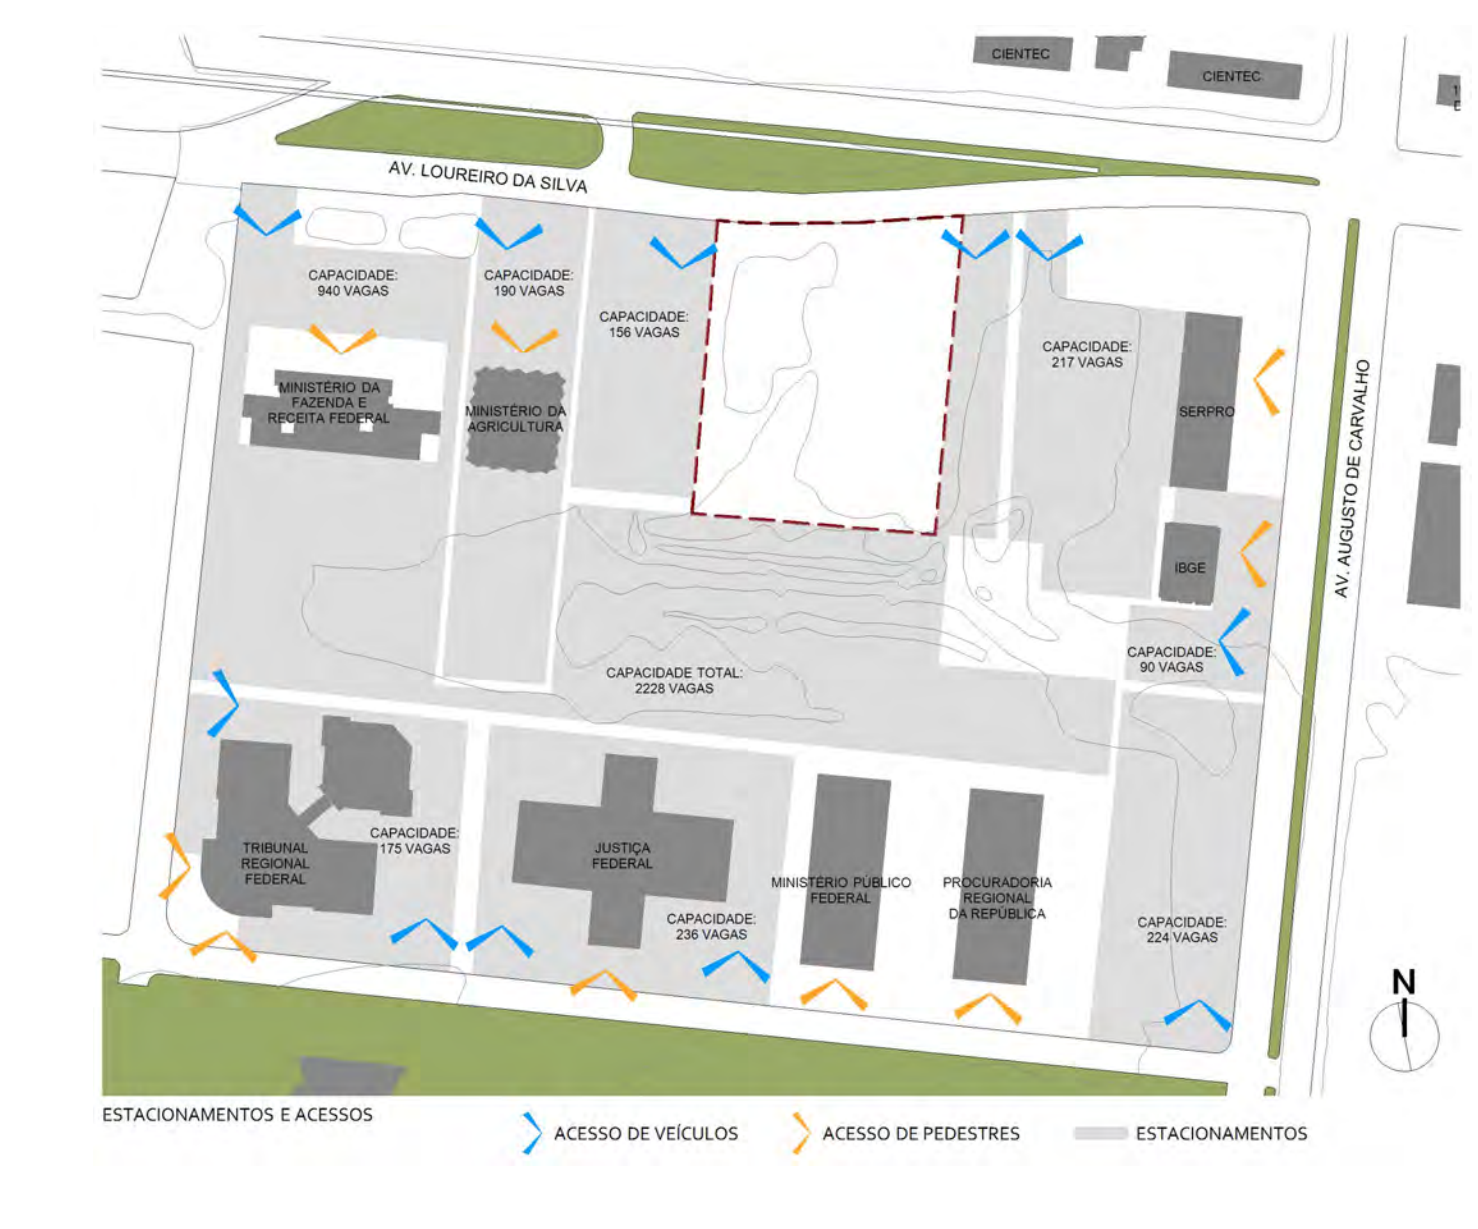 CIENTEC
CIENTEC
AV. LOUREIRO DA SILVA
CAPACIDADE:
940 VAGAS
CAPACIDADE:
190 VAGAS
CAPACIDADE:
156 VAGAS
CAPACIDADE:
217 VAGAS
MINISTÉRIO DA
FAZENDA E
RECEITA FEDERAL
MINISTÉRIO DA
AGRICULTURA
SERPRO
AV. AUGUSTO DE CARVALHO
IBGE
CAPACIDADE:
90 VAGAS
CAPACIDADE TOTAL:
2228 VAGAS
TRIBUNAL
REGIONAL
FEDERAL
CAPACIDADE:
175 VAGAS
JUSTIÇA
FEDERAL
CAPACIDADE:
236 VAGAS
MINISTÉRIO PÚBLICO
FEDERAL
PROCURADORIA
REGIONAL
DA REPÚBLICA
CAPACIDADE:
224 VAGAS
N
ESTACIONAMENTOS E ACESSOS
ACESSO DE VEÍCULOS
ACESSO DE PEDESTRES
ESTACIONAMENTOS